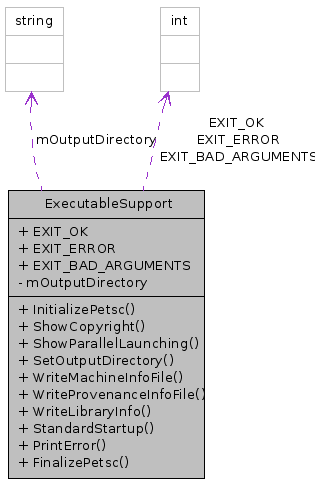 string
int
mOutputDirectory
EXIT_OK
EXIT_ERROR
EXIT_BAD_ARGUMENTS
ExecutableSupport
+ EXIT_OK
+ EXIT_ERROR
+ EXIT_BAD_ARGUMENTS
- mOutputDirectory
+ InitializePetsc()
+ ShowCopyright()
+ ShowParallelLaunching()
+ SetOutputDirectory()
+ WriteMachineInfoFile()
+ WriteProvenanceInfoFile()
+ WriteLibraryInfo()
+ StandardStartup()
+ PrintError()
+ FinalizePetsc()